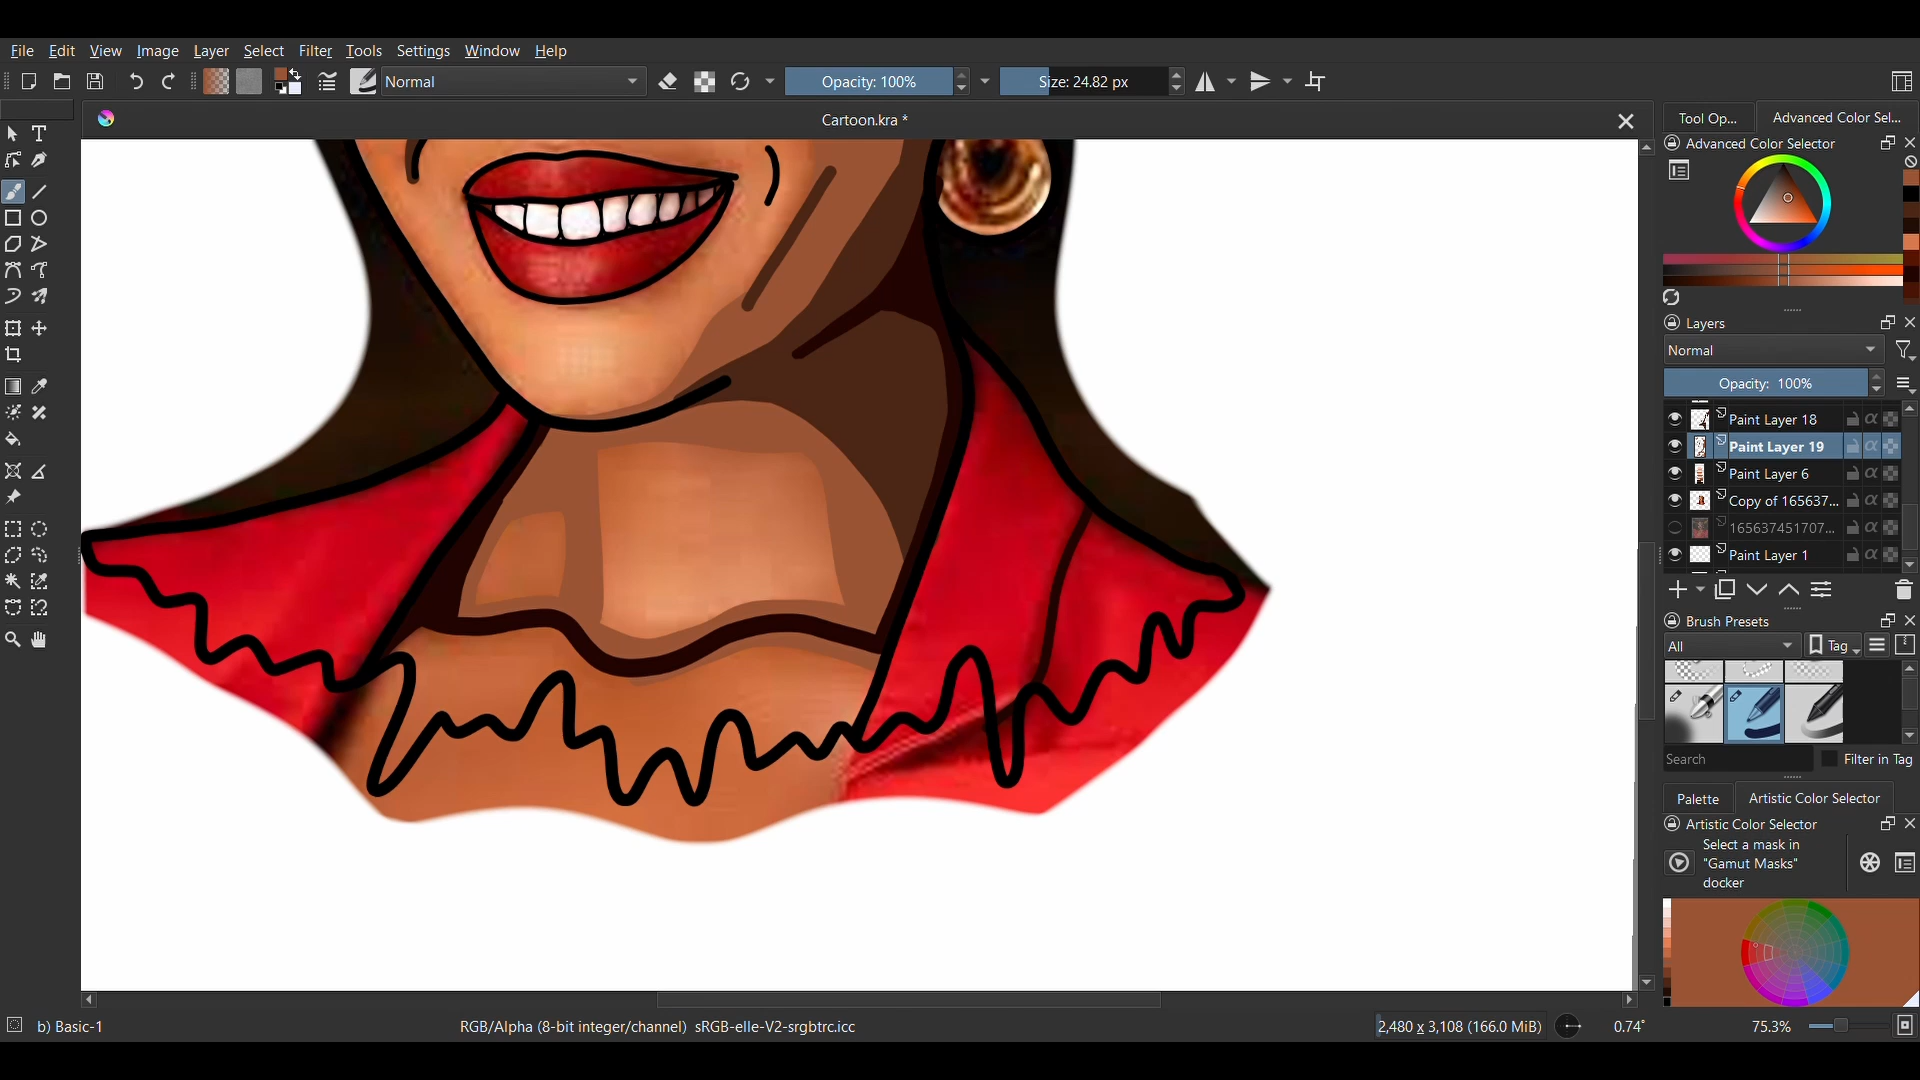 File Edit View Image Layer Select Filter Tools Settings Window Help
Normal Opacity: 100% Size: 24.82 px
Cartoon.kra *
Tool Op... Advanced Color Sel...
Advanced Color Selector
Layers
Normal
Opacity: 100%
Paint Layer 18
Paint Layer 19
Paint Layer 6
Copy of 165637...
165637451707...
Paint Layer 1
Brush Presets
All Tag
Search Filter in Tag
Palette Artistic Color Selector
Artistic Color Selector
Select a mask in
"Gamut Masks"
docker
b) Basic-1 RGB/Alpha (8-bit integer/channel) sRGB-elle-V2-srgbtrc.icc 2,480 x 3,108 (166.0 MiB) 0.74° 75.3%